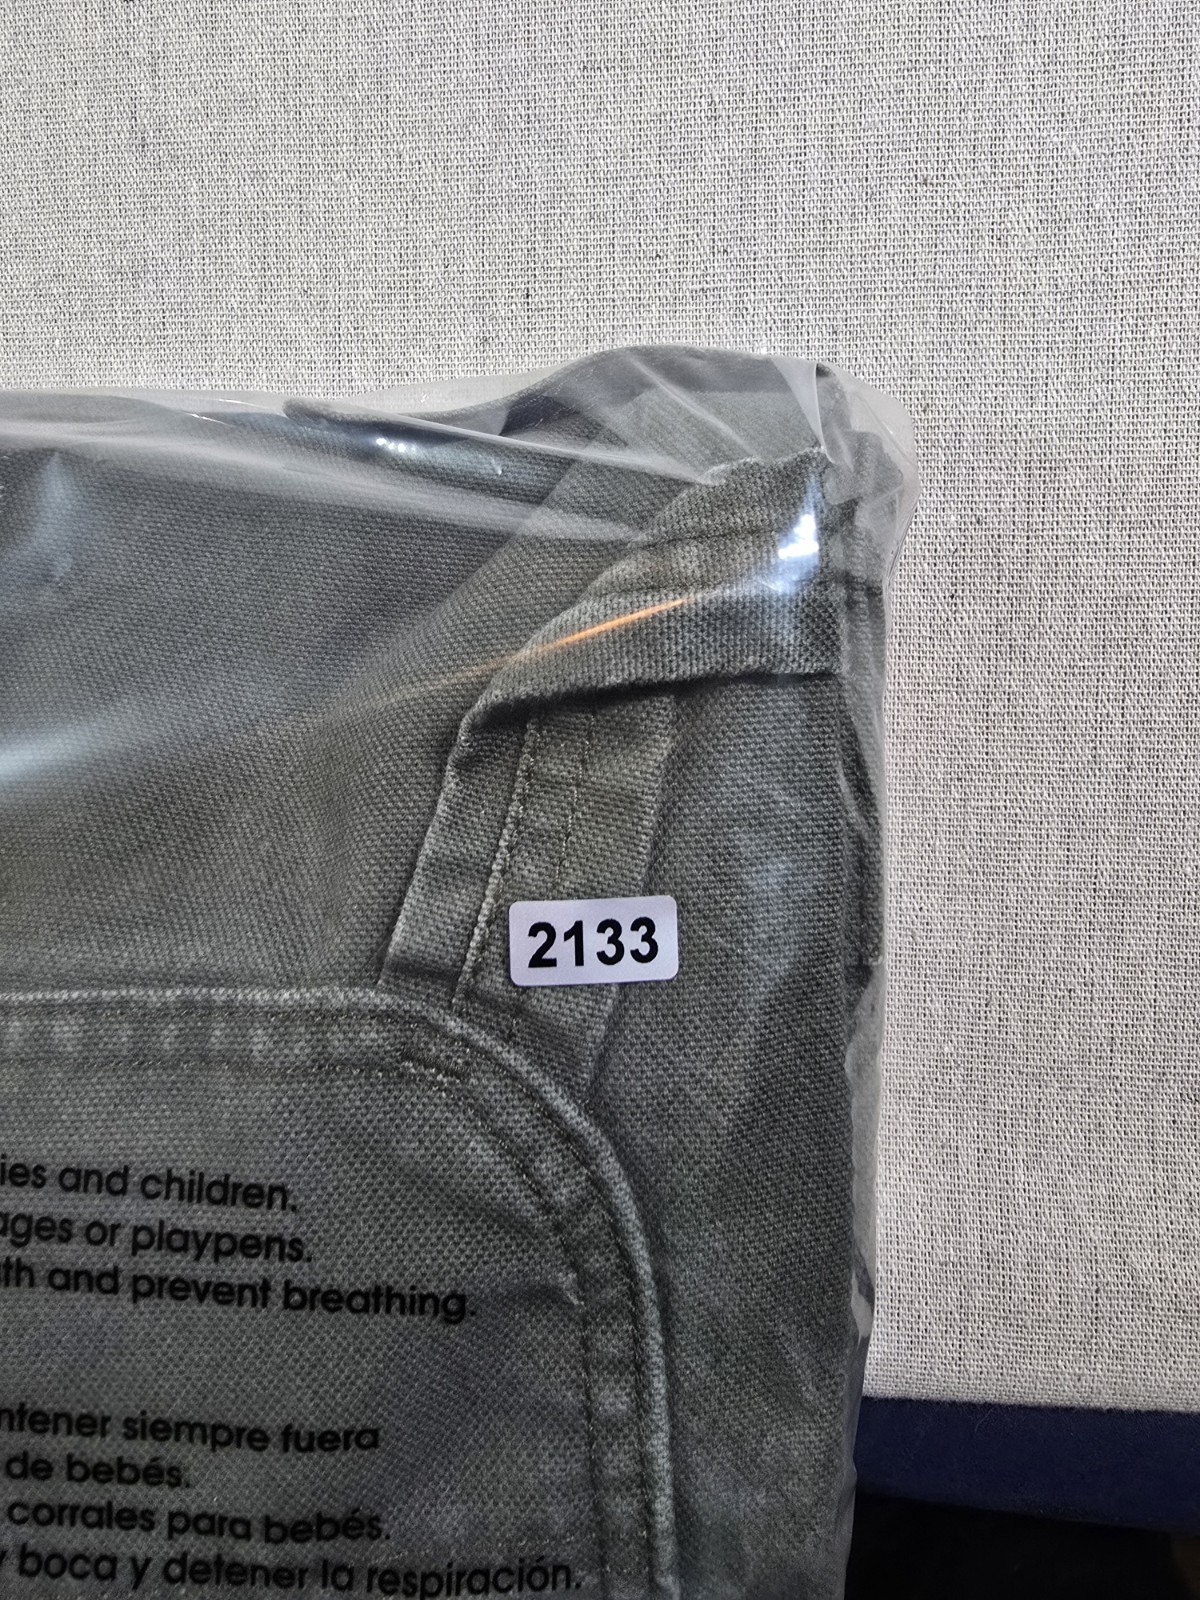 2133
ies and children.
ages or playpens.
th and prevent breathing.
ntener siempre fuera
de bebés.
corrales para bebés.
y boca y detener la respiración.